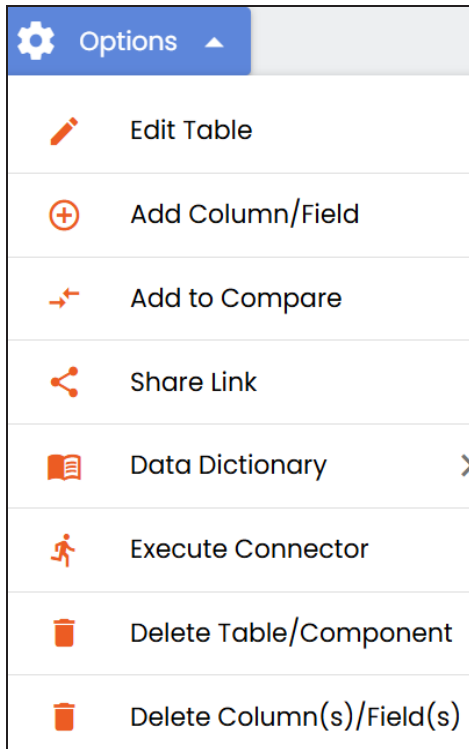 Options
Edit Table
Add Column/Field
Add to Compare
Share Link
Data Dictionary
Execute Connector
Delete Table/Component
Delete Column(s)/Field(s)